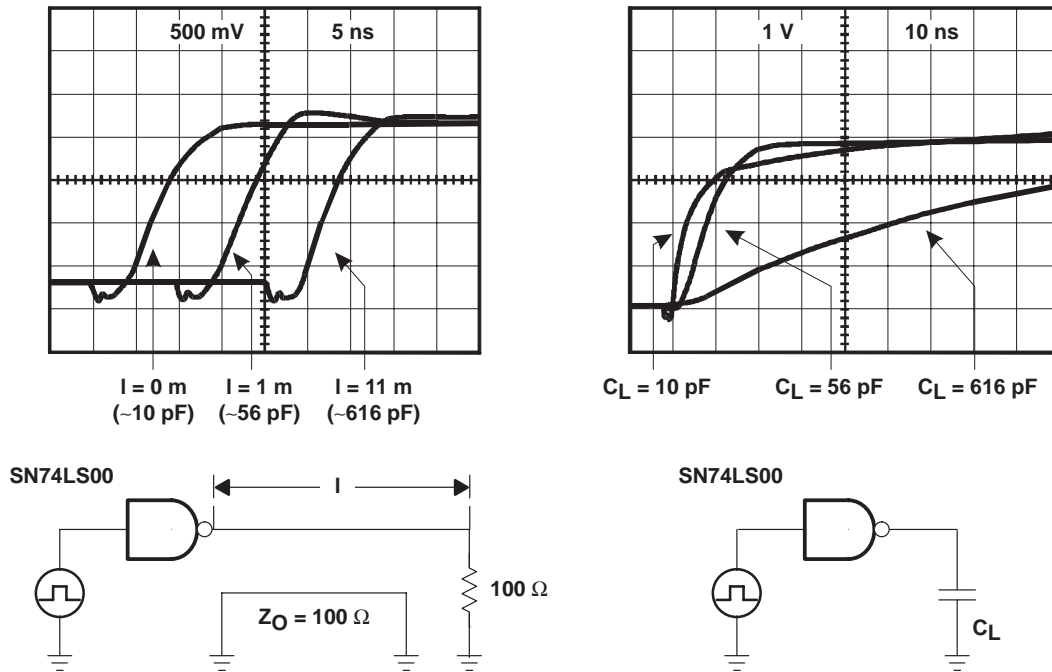 500 mV 5 ns
1 V 10 ns
l = 0 m
(~10 pF)
l = 1 m
(~56 pF)
l = 11 m
(~616 pF)
CL = 10 pF
CL = 56 pF
CL = 616 pF
SN74LS00
l
100 Ω
ZO = 100 Ω
SN74LS00
CL